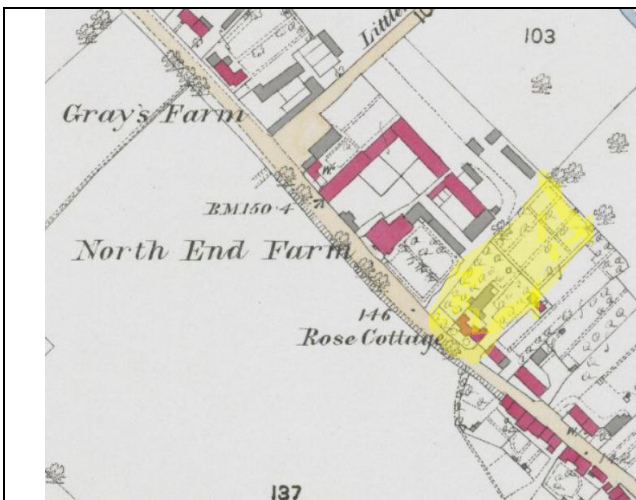 Little
103
Gray's Farm
W.
B.M.150·4
North End Farm
146
Rose Cottage
137